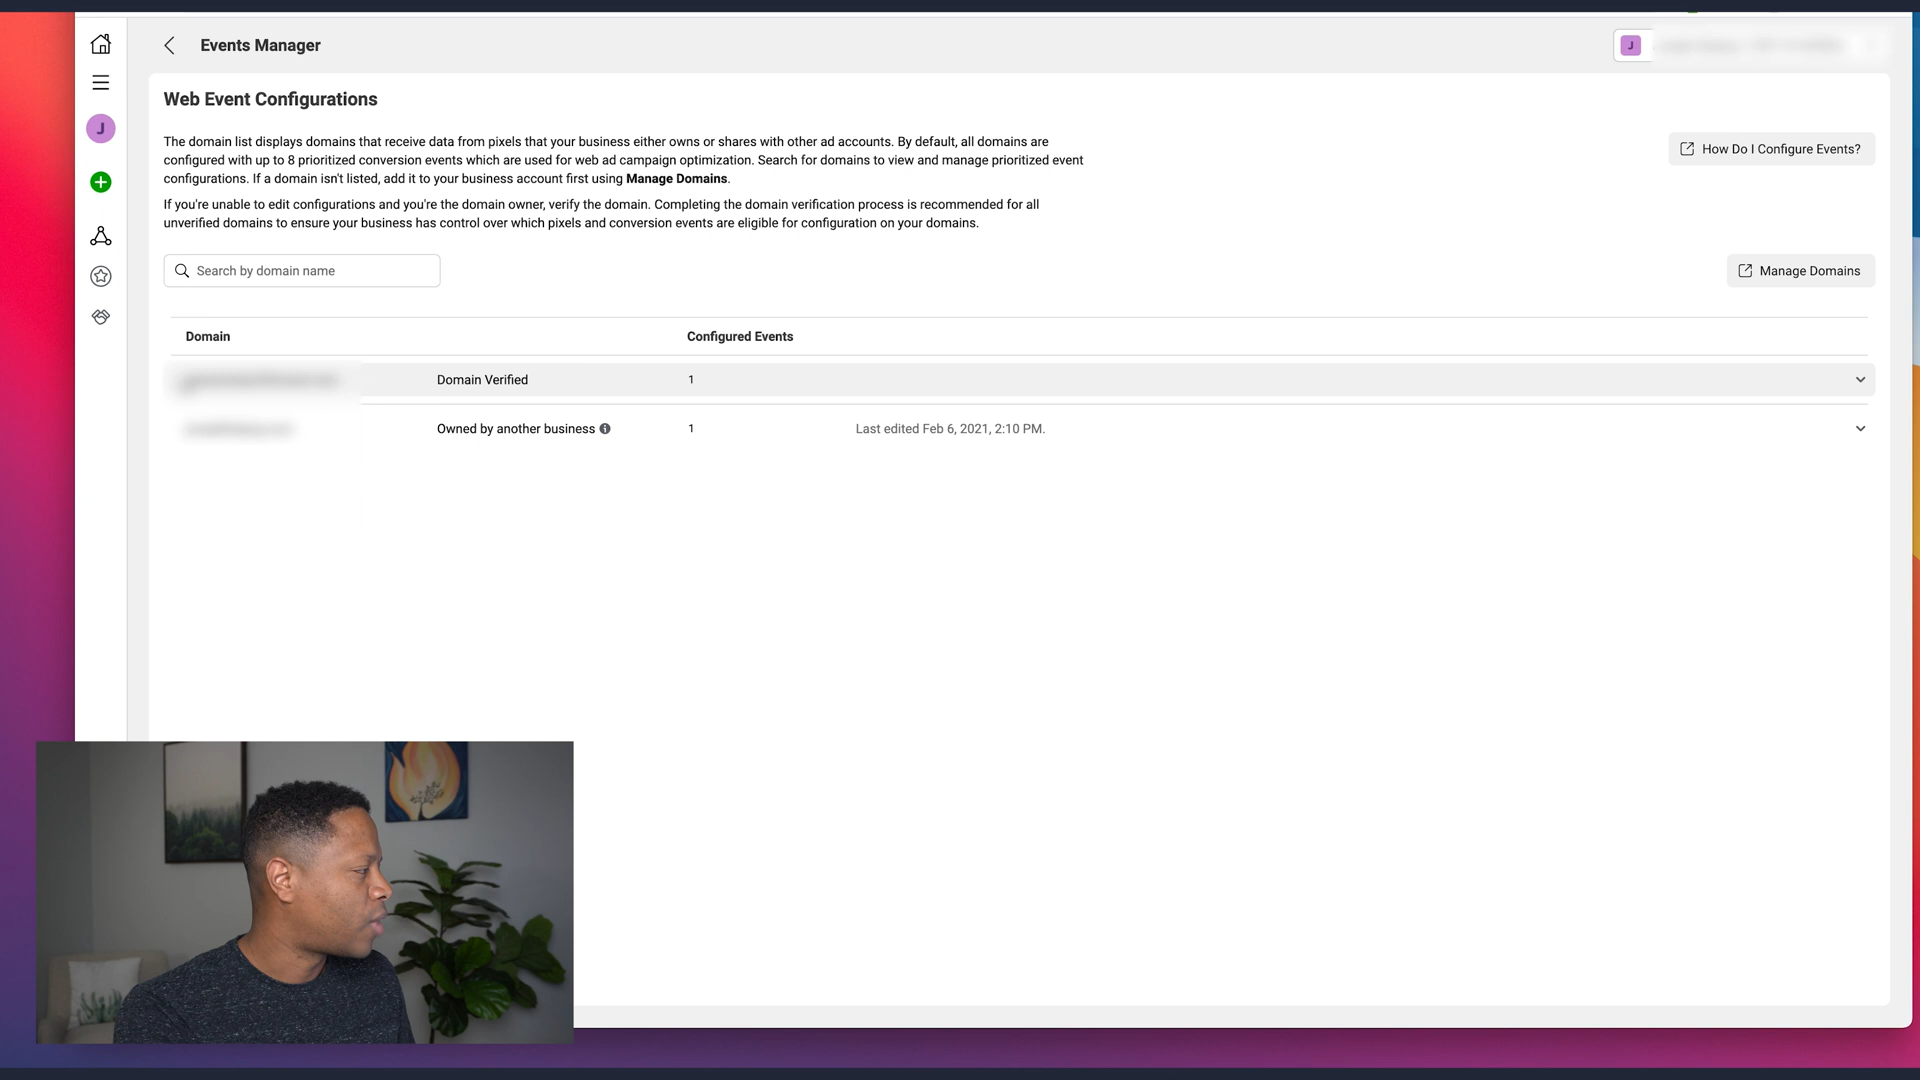 Events Manager
J
Web Event Configurations
J
The domain list displays domains that receive data from pixels that your business either owns or shares with other ad accounts. By default, all domains are
configured with up to 8 prioritized conversion events which are used for web ad campaign optimization. Search for domains to view and manage prioritized event
configurations. If a domain isn't listed, add it to your business account first using Manage Domains.
How Do I Configure Events?
If you're unable to edit configurations and you're the domain owner, verify the domain. Completing the domain verification process is recommended for all
unverified domains to ensure your business has control over which pixels and conversion events are eligible for configuration on your domains.
Search by domain name
Manage Domains
Domain Configured Events
Domain Verified 1
Owned by another business 1 Last edited Feb 6, 2021, 2:10 PM.